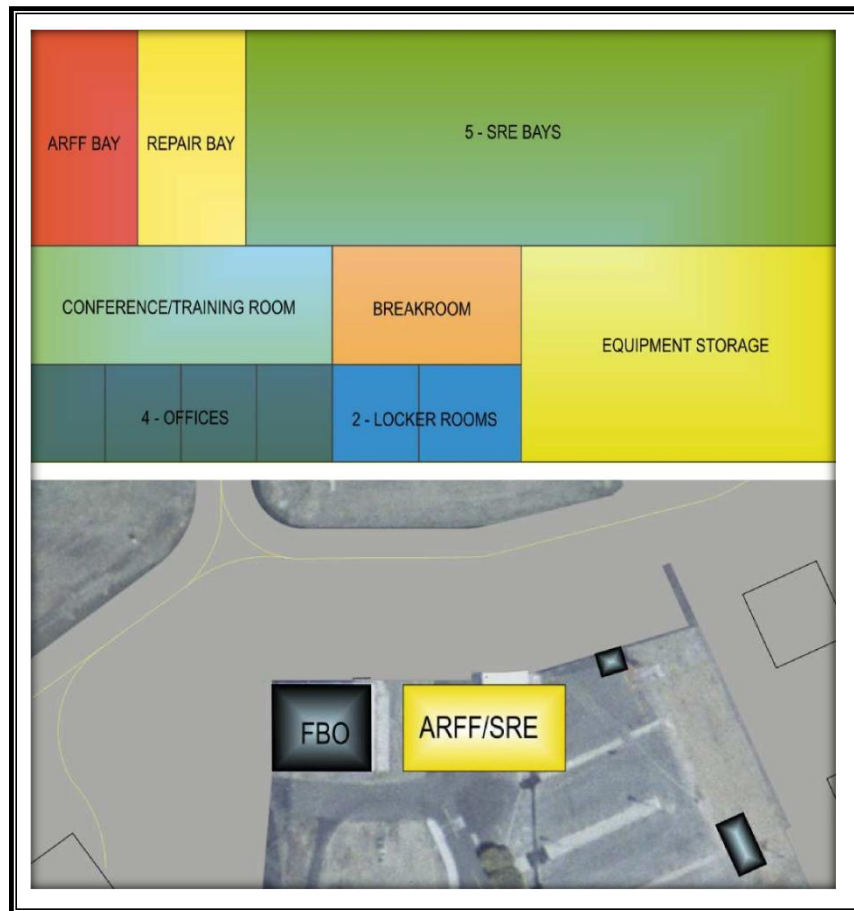 ARFF BAY
REPAIR BAY
5 - SRE BAYS
CONFERENCE/TRAINING ROOM
BREAKROOM
EQUIPMENT STORAGE
4 - OFFICES
2 - LOCKER ROOMS
FBO
ARFF/SRE